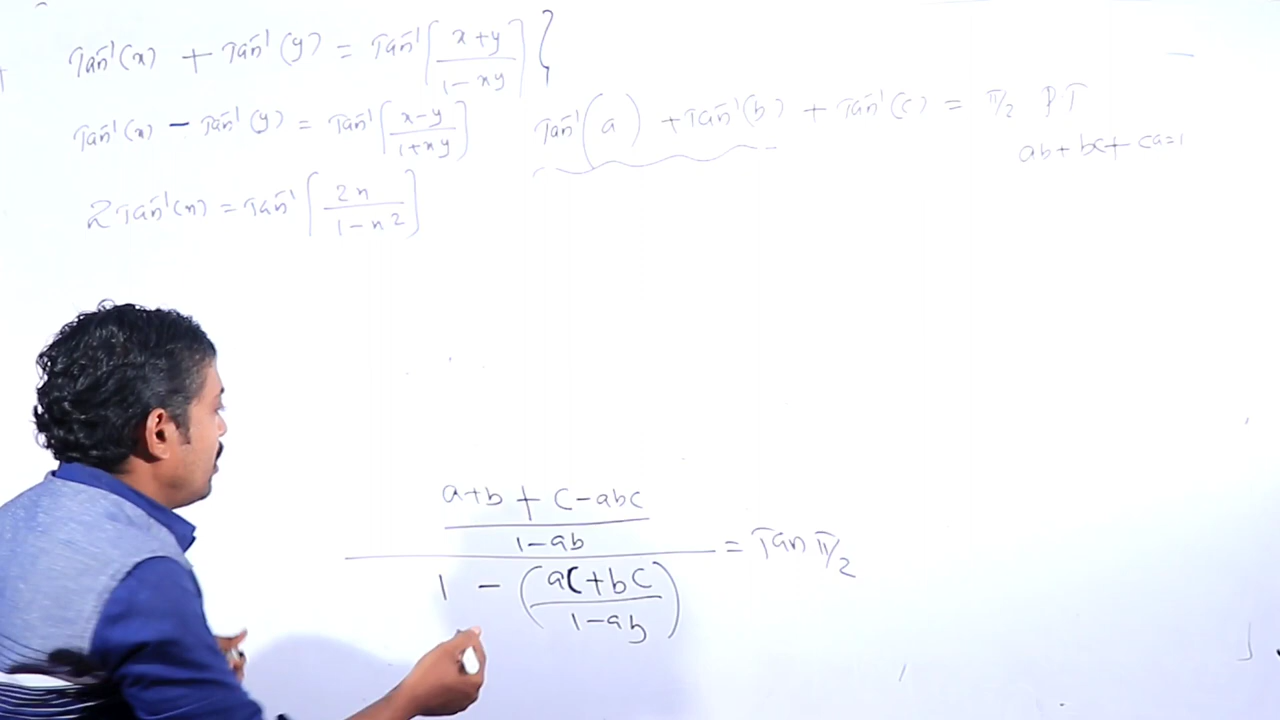 Tan⁻¹(x) + Tan⁻¹(y) = Tan⁻¹[x+y / 1-xy] }
Tan⁻¹(x) - Tan⁻¹(y) = Tan⁻¹[x-y / 1+xy]
2Tan⁻¹(x) = Tan⁻¹[2x / 1-x²]
Tan⁻¹(a) + Tan⁻¹(b) + Tan⁻¹(c) = π/2 P.T
ab+bc+ca=1
a+b+c-abc
1-ab
= Tan π/2
1 - (ac+bc / 1-ab)